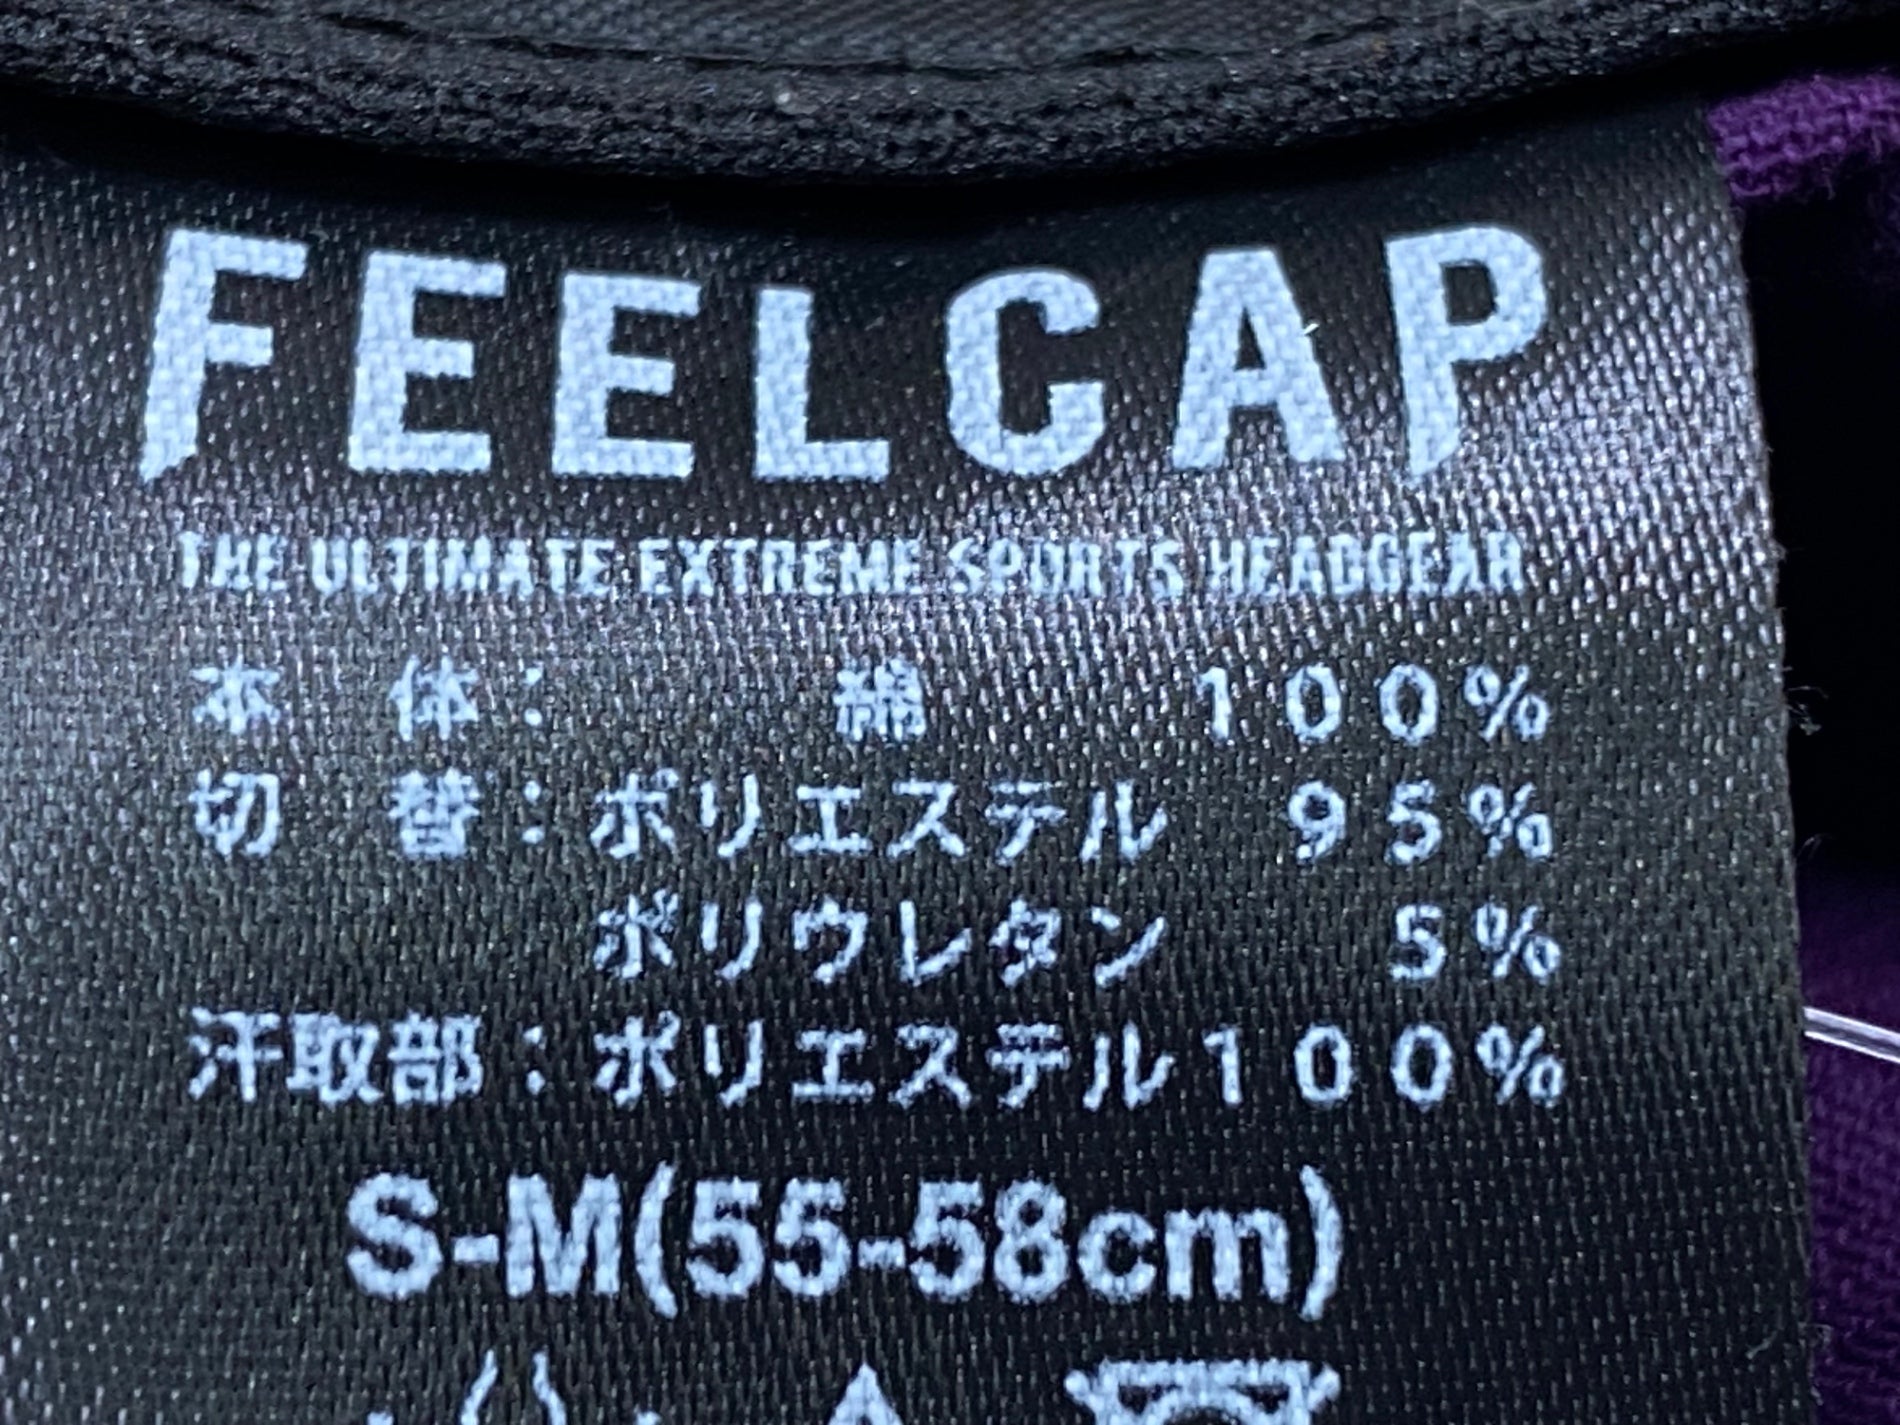 FEELCAP
THE ULTIMATE EXTREME SPORTS HEADGEAR
本 体: 綿 100%
切 替: ポリエステル 95%
ポリウレタン 5%
汗取部: ポリエステル100%
S-M(55-58cm)